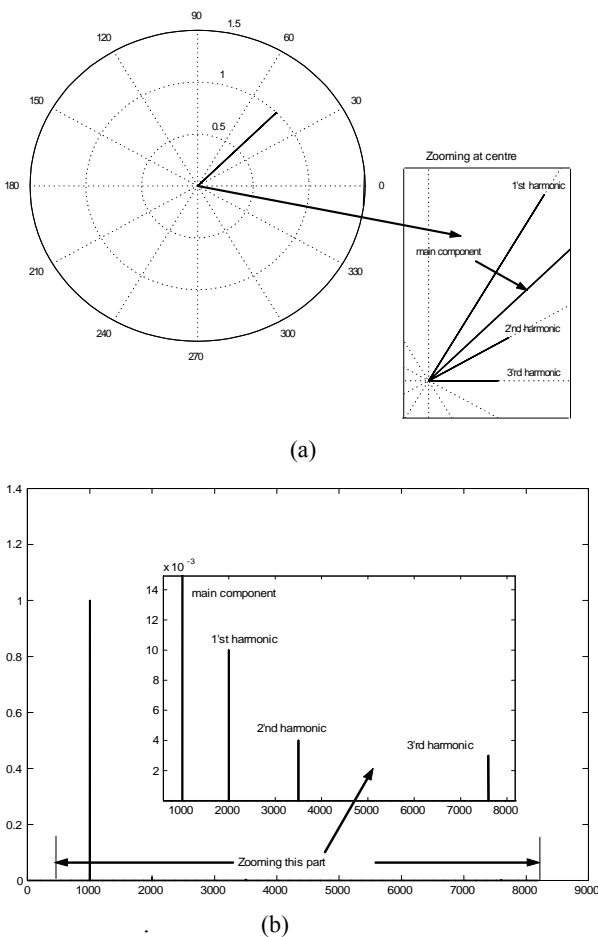 90
1.5
120
60
1
150
30
0.5
180
0
210
330
240
300
270
Zooming at centre
1'st harmonic
main component
2'nd harmonic
3'rd harmonic
(a)
1.4
1.2
1
0.8
0.6
0.4
0.2
0
x 10 -3
14
12
10
8
6
4
2
main component
1'st harmonic
2'nd harmonic
3'rd harmonic
1000 2000 3000 4000 5000 6000 7000 8000
Zooming this part
0 1000 2000 3000 4000 5000 6000 7000 8000 9000
. (b)